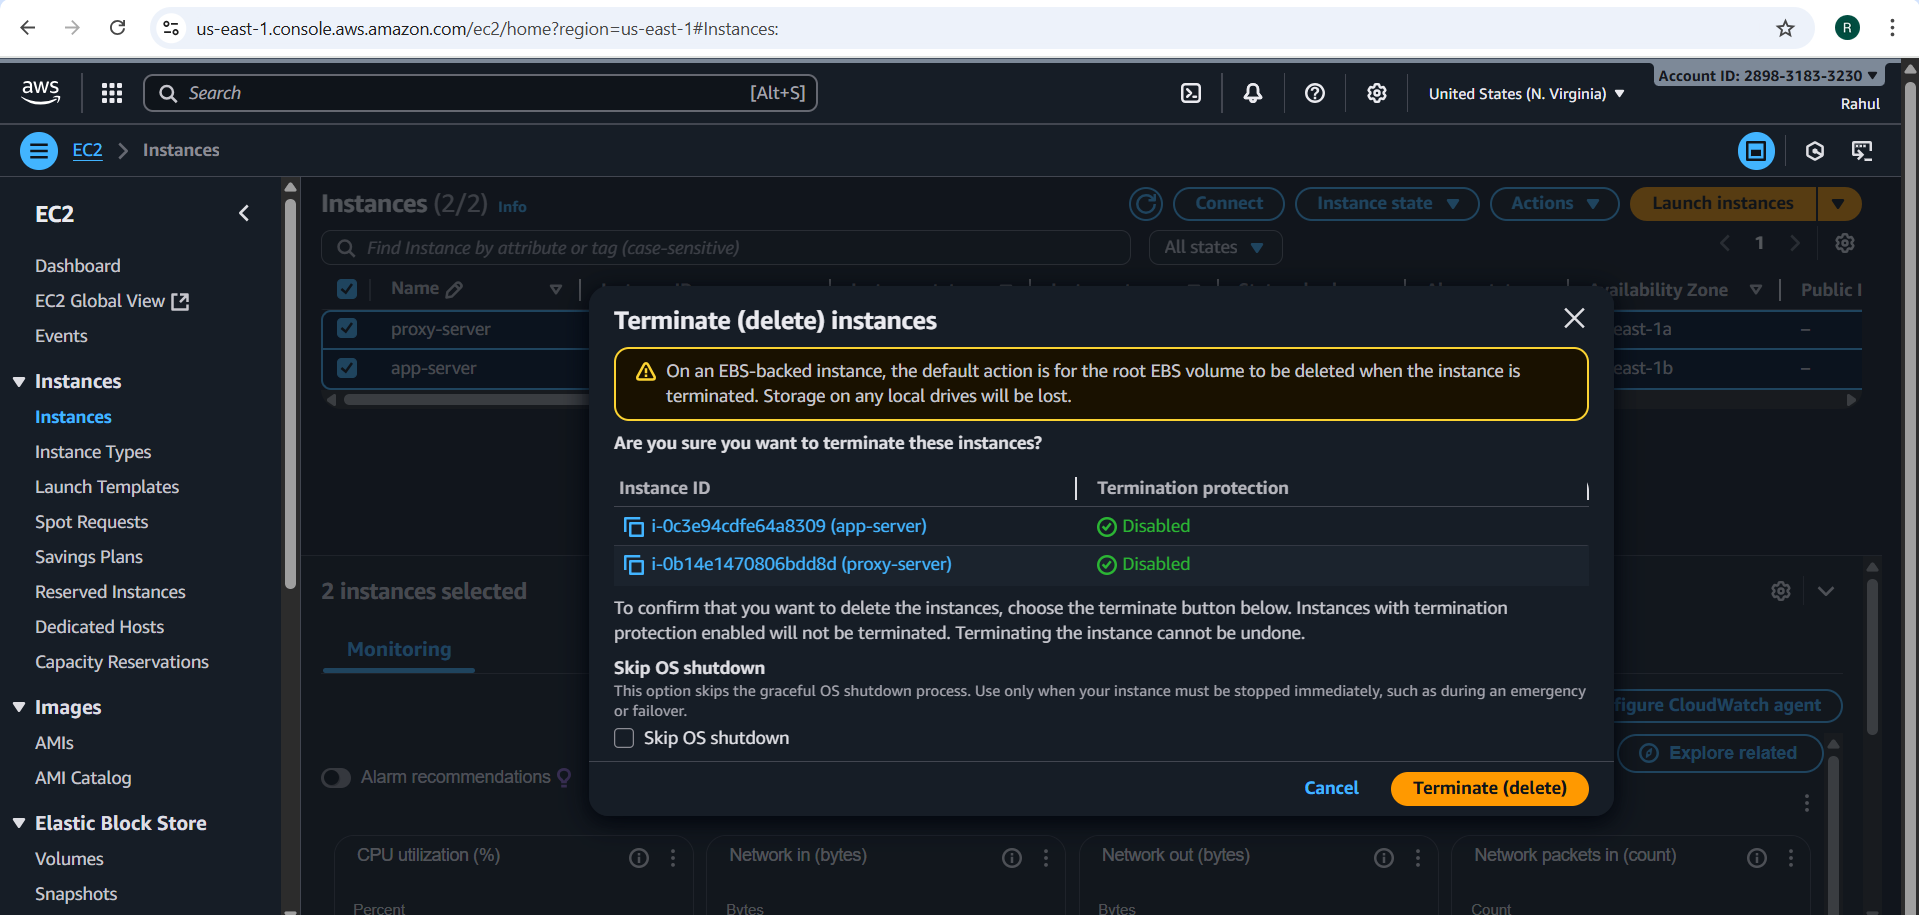 us-east-1.console.aws.amazon.com/ec2/home?region=us-east-1#Instances:
R
aws
Search
[Alt+S]
United States (N. Virginia)
Account ID: 2898-3183-3230
Rahul
EC2
Instances
EC2
Dashboard
EC2 Global View
Events
Instances
Instances
Instance Types
Launch Templates
Spot Requests
Savings Plans
Reserved Instances
Dedicated Hosts
Capacity Reservations
Images
AMIs
AMI Catalog
Elastic Block Store
Volumes
Snapshots
Instances (2/2) Info
Connect
Instance state
Actions
Launch instances
Find Instance by attribute or tag (case-sensitive)
All states
1
Name
ailability Zone
Public I
proxy-server
east-1a
–
app-server
east-1b
–
Terminate (delete) instances
On an EBS-backed instance, the default action is for the root EBS volume to be deleted when the instance is
terminated. Storage on any local drives will be lost.
Are you sure you want to terminate these instances?
Instance ID
Termination protection
i-0c3e94cdfe64a8309 (app-server)
Disabled
i-0b14e1470806bdd8d (proxy-server)
Disabled
To confirm that you want to delete the instances, choose the terminate button below. Instances with termination
protection enabled will not be terminated. Terminating the instance cannot be undone.
Skip OS shutdown
This option skips the graceful OS shutdown process. Use only when your instance must be stopped immediately, such as during an emergency
or failover.
Skip OS shutdown
Cancel
Terminate (delete)
2 instances selected
Monitoring
figure CloudWatch agent
Explore related
Alarm recommendations
CPU utilization (%)
Percent
Network in (bytes)
Bytes
Network out (bytes)
Bytes
Network packets in (count)
Count